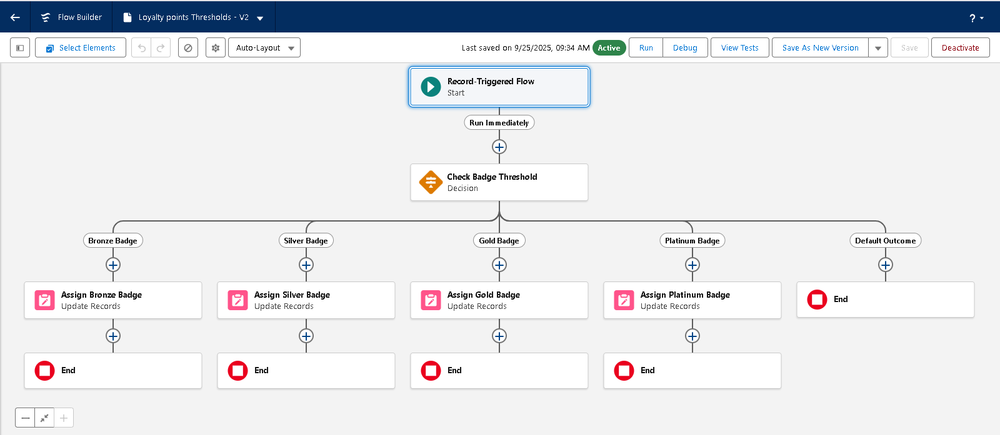 Flow Builder
Loyalty points Thresholds - V2
?
Select Elements
Auto-Layout
Last saved on 9/25/2025, 09:34 AM
Active
Run
Debug
View Tests
Save As New Version
Save
Deactivate
Record-Triggered Flow
Start
Run Immediately
Check Badge Threshold
Decision
Bronze Badge
Silver Badge
Gold Badge
Platinum Badge
Default Outcome
Assign Bronze Badge
Update Records
Assign Silver Badge
Update Records
Assign Gold Badge
Update Records
Assign Platinum Badge
Update Records
End
End
End
End
End